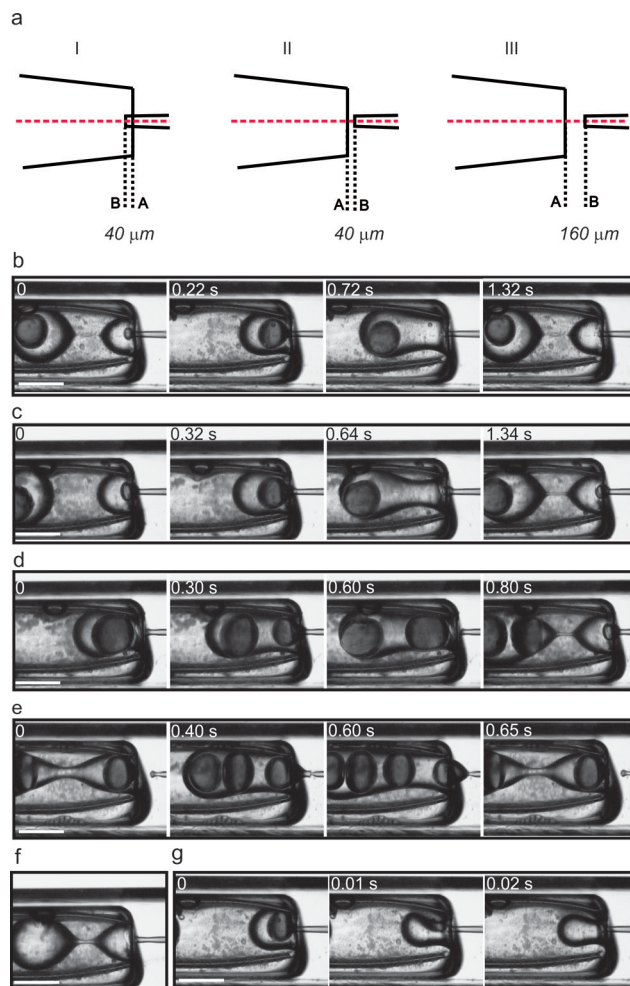 a
I II III
B A A B A B
40 μm 40 μm 160 μm
b
0 0.22 s 0.72 s 1.32 s
c
0 0.32 s 0.64 s 1.34 s
d
0 0.30 s 0.60 s 0.80 s
e
0 0.40 s 0.60 s 0.65 s
f g
0 0.01 s 0.02 s